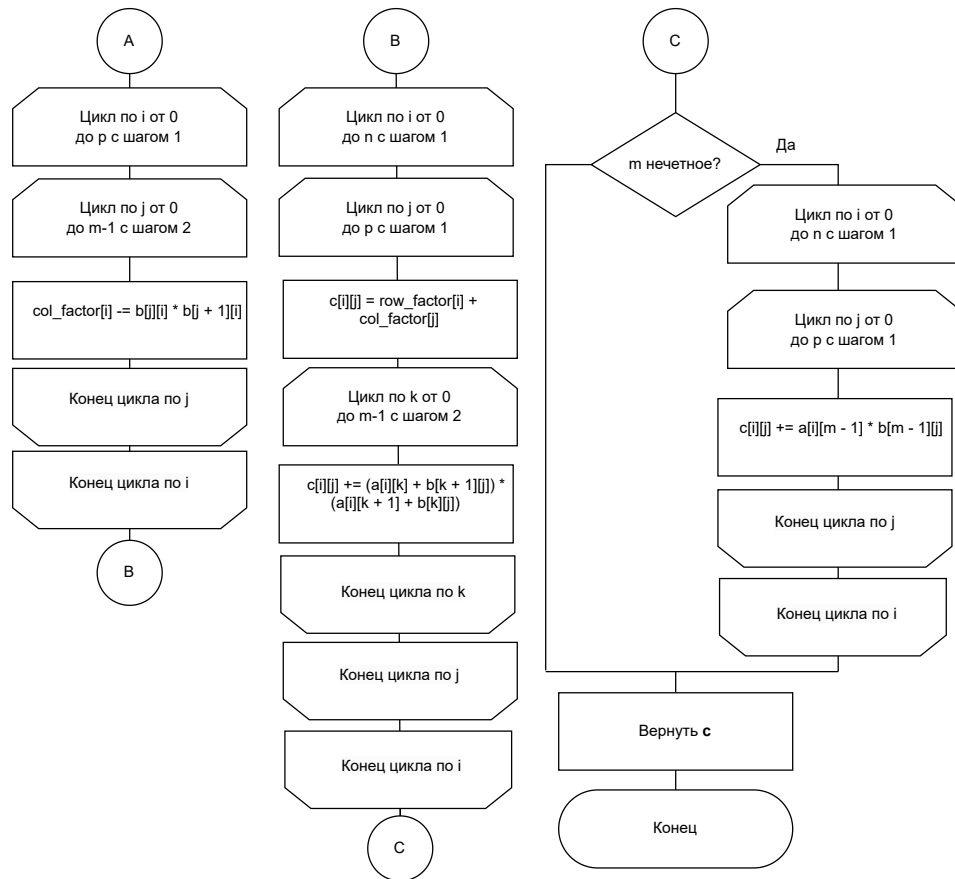 A
Цикл по i от 0
до p с шагом 1
Цикл по j от 0
до m-1 с шагом 2
col_factor[i] -= b[j][i] * b[j + 1][i]
Конец цикла по j
Конец цикла по i
B
B
Цикл по i от 0
до n с шагом 1
Цикл по j от 0
до p с шагом 1
c[i][j] = row_factor[i] +
col_factor[j]
Цикл по k от 0
до m-1 с шагом 2
c[i][j] += (a[i][k] + b[k + 1][j]) *
(a[i][k + 1] + b[k][j])
Конец цикла по k
Конец цикла по j
Конец цикла по i
C
C
m нечетное?
Да
Цикл по i от 0
до n с шагом 1
Цикл по j от 0
до p с шагом 1
c[i][j] += a[i][m - 1] * b[m - 1][j]
Конец цикла по j
Конец цикла по i
Вернуть c
Конец